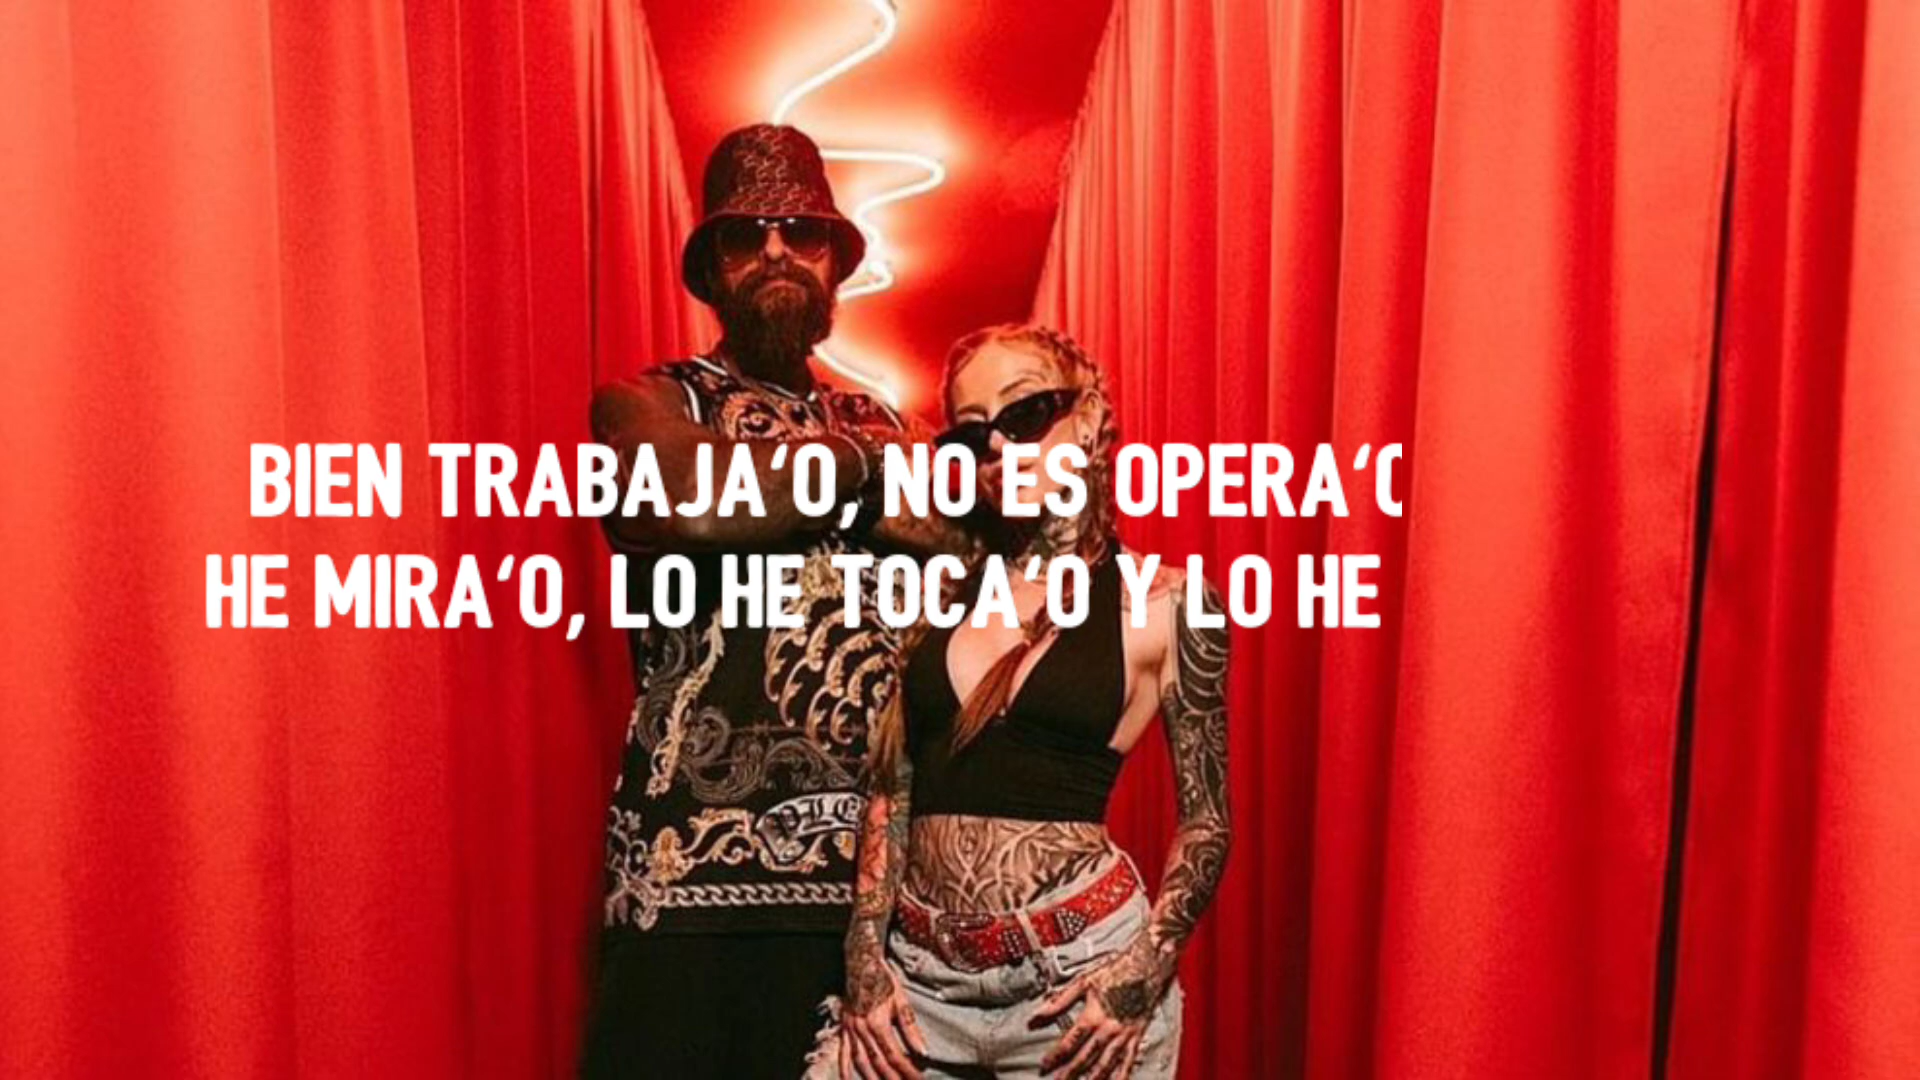 BIEN TRABAJA‘O, NO ES OPERA‘O
HE MIRA‘O, LO HE TOCA‘O Y LO HE